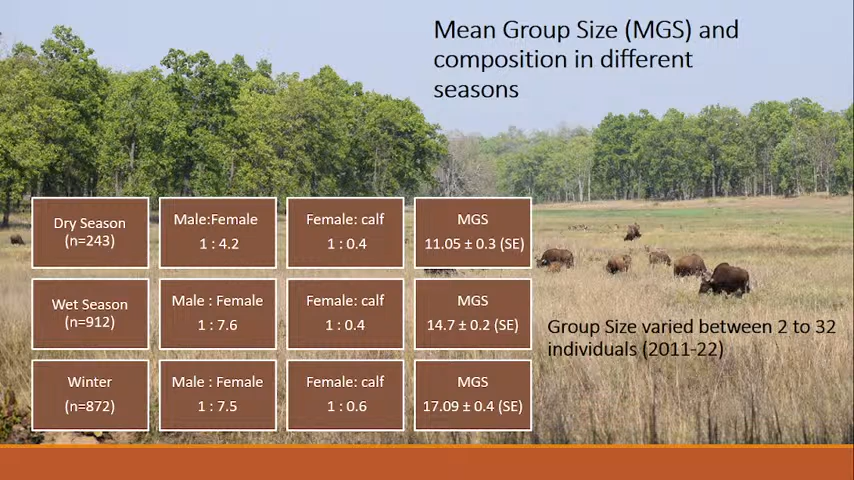 Mean Group Size (MGS) and
composition in different
seasons
Dry Season
(n=243)
Male:Female
1 : 4.2
Female: calf
1 : 0.4
MGS
11.05 ± 0.3 (SE)
Wet Season
(n=912)
Male : Female
1 : 7.6
Female: calf
1 : 0.4
MGS
14.7 ± 0.2 (SE)
Group Size varied between 2 to 32
individuals (2011-22)
Winter
(n=872)
Male : Female
1 : 7.5
Female: calf
1 : 0.6
MGS
17.09 ± 0.4 (SE)